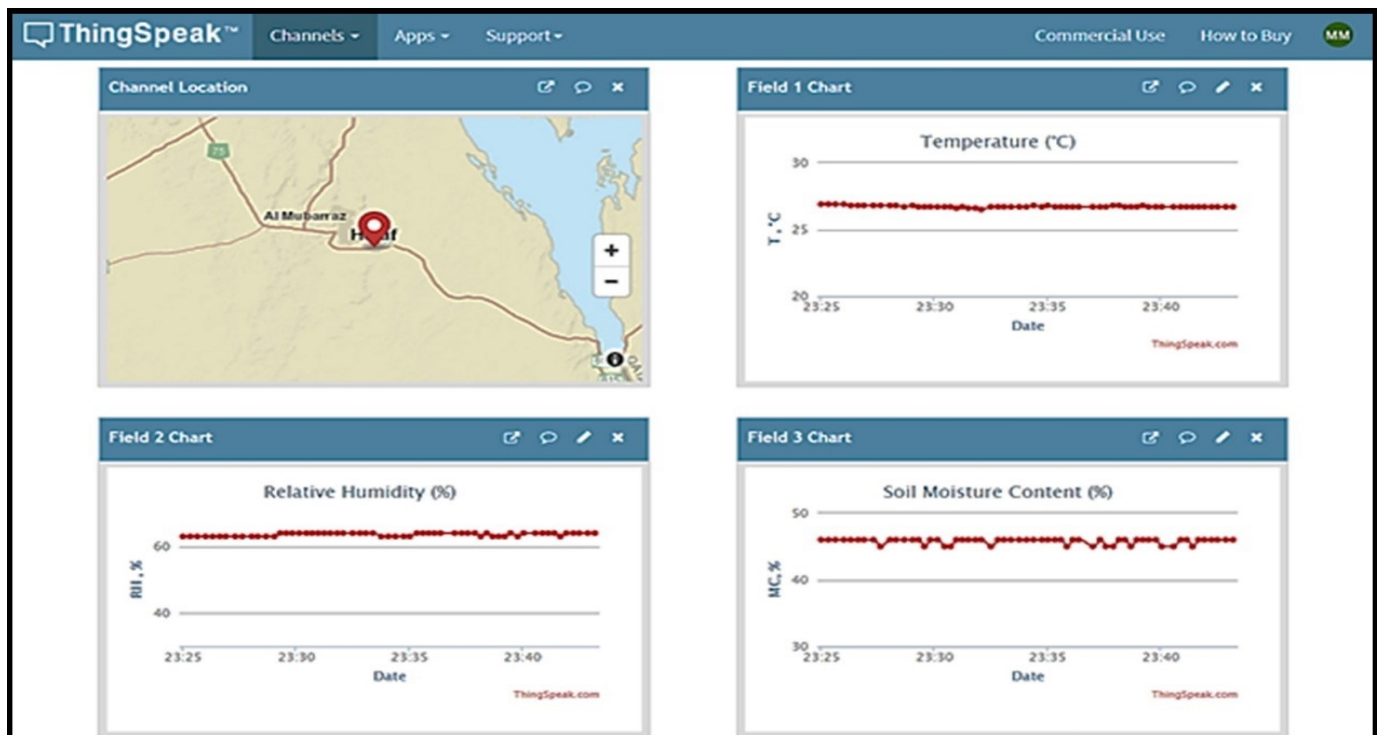 ThingSpeak™ Channels Apps Support Commercial Use How to Buy MM
Channel Location
75
Al Mubarraz
Field 1 Chart
Temperature (°C)
30
25
20
T, °C
23:25 23:30 23:35 23:40
Date
ThingSpeak.com
Field 2 Chart
Relative Humidity (%)
60
40
RH, %
23:25 23:30 23:35 23:40
Date
ThingSpeak.com
Field 3 Chart
Soil Moisture Content (%)
50
40
30
MC, %
23:25 23:30 23:35 23:40
Date
ThingSpeak.com